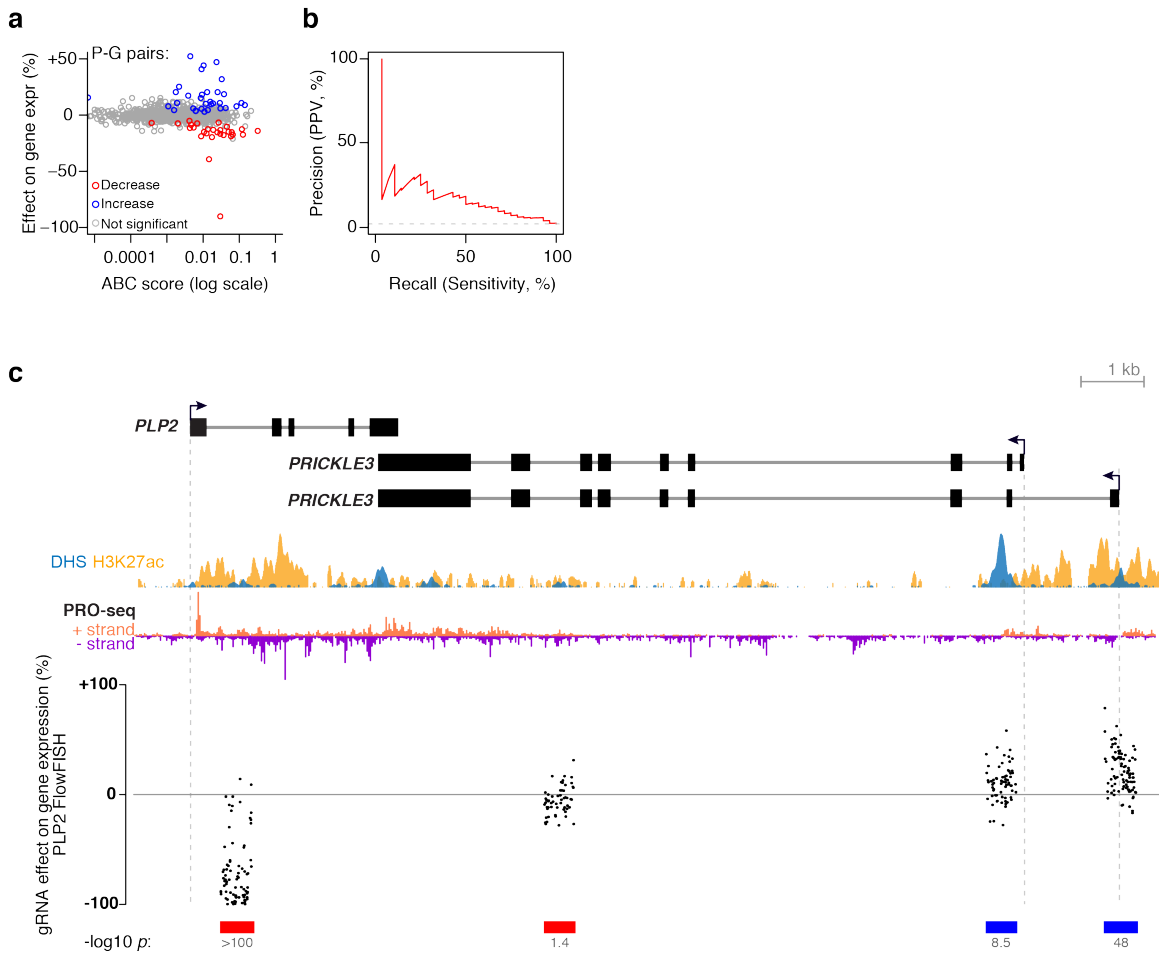 a
P-G pairs:
Effect on gene expr (%)
+50
0
−50
−100
Decrease
Increase
Not significant
0.0001
0.01
0.1
1
ABC score (log scale)
b
Precision (PPV, %)
100
50
0
0
50
100
Recall (Sensitivity, %)
c
1 kb
PLP2
PRICKLE3
PRICKLE3
DHS H3K27ac
PRO-seq
+ strand
- strand
gRNA effect on gene expression (%)
PLP2 FlowFISH
+100
0
-100
-log10 p:
>100
1.4
8.5
48